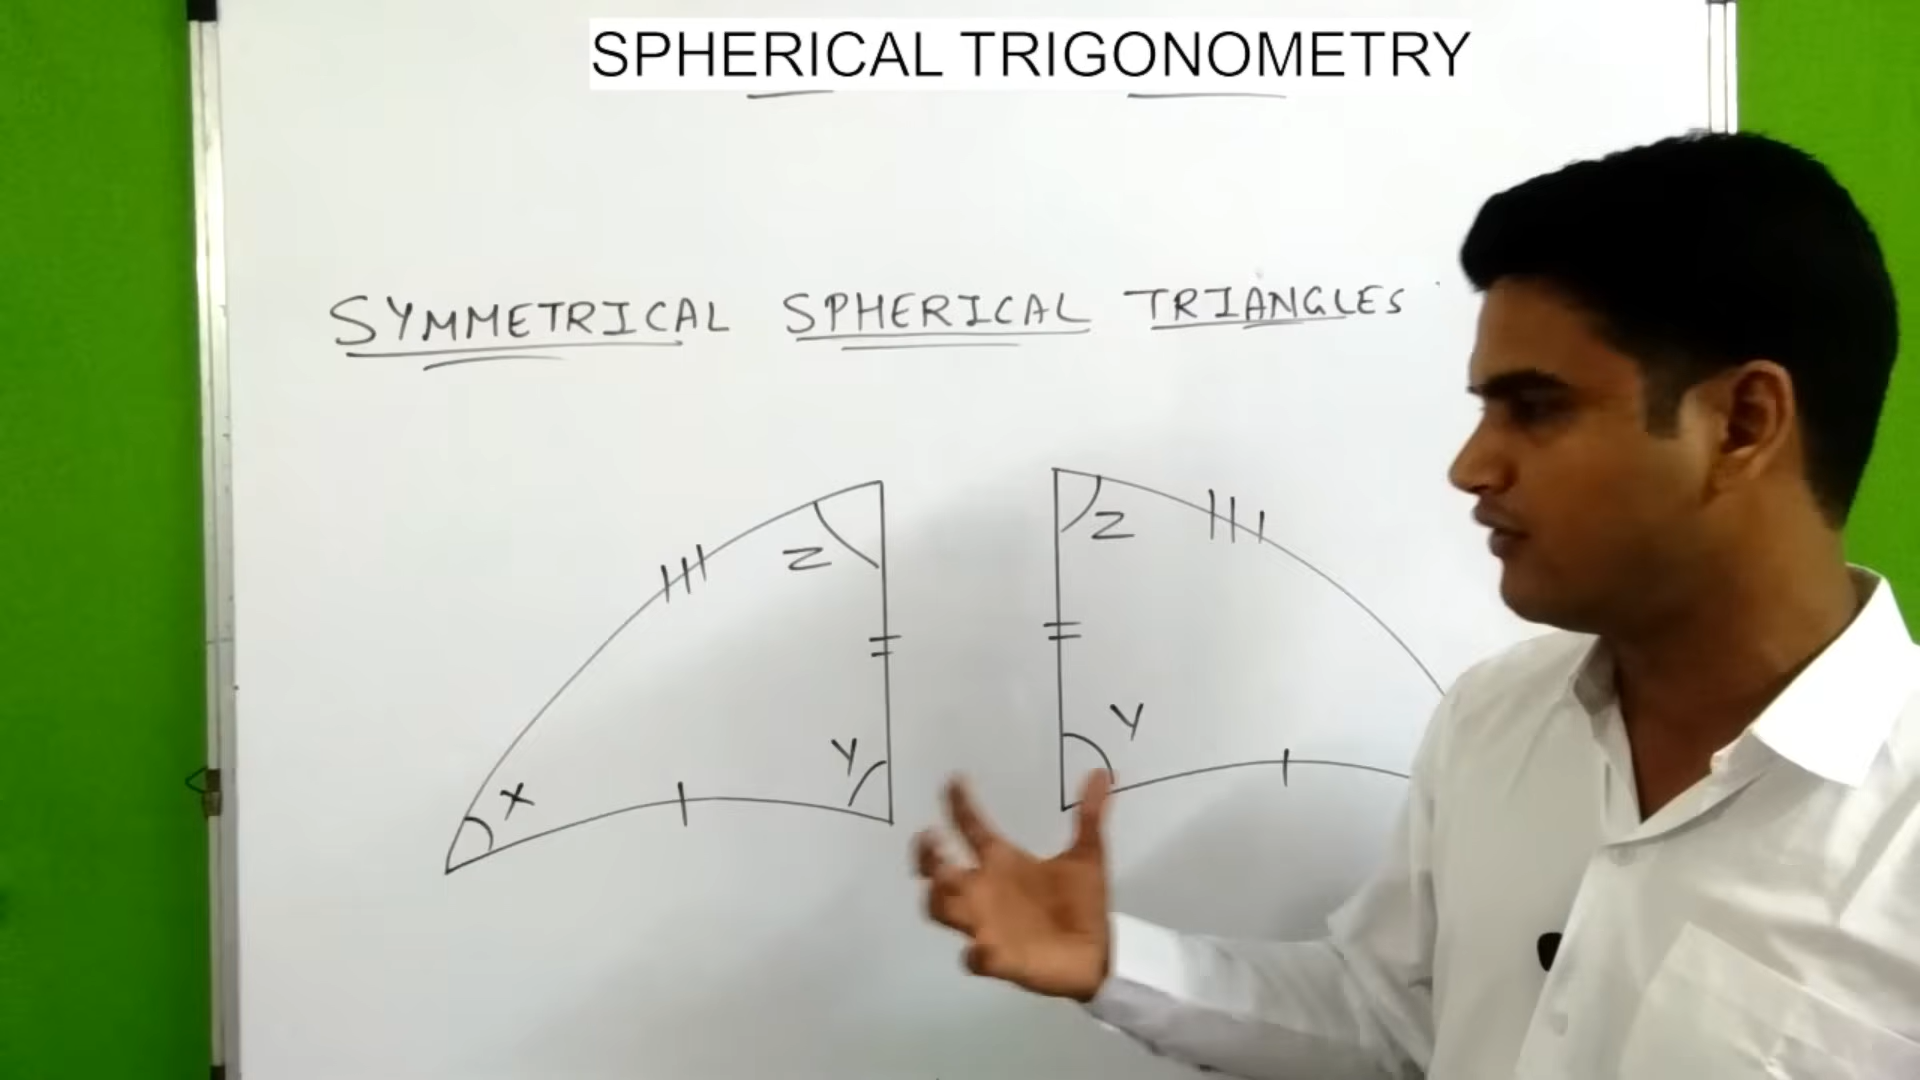 SPHERICAL TRIGONOMETRY
SYMMETRICAL SPHERICAL TRIANGLES
Z Z
X Y Y